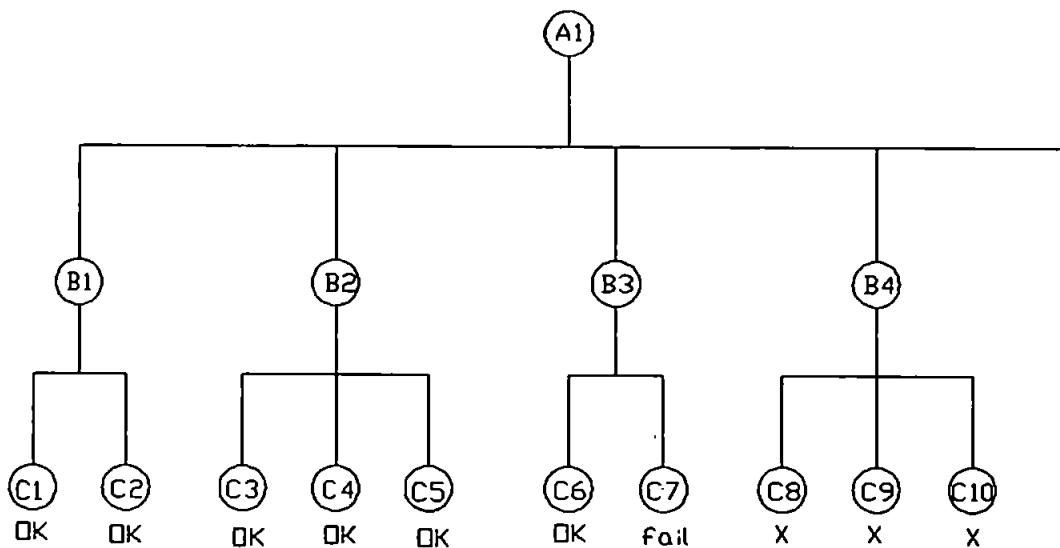 A1
B1 B2 B3 B4
C1 C2 C3 C4 C5 C6 C7 C8 C9 C10
OK OK OK OK OK OK fail X X X